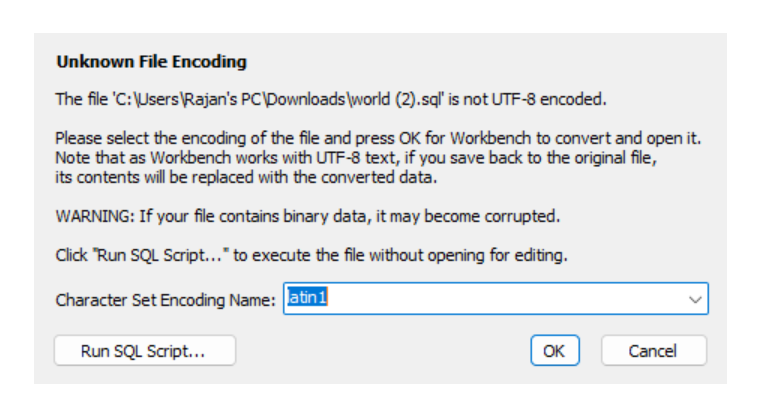 Unknown File Encoding
The file 'C:\Users\Rajan's PC\Downloads\world (2).sql' is not UTF-8 encoded.
Please select the encoding of the file and press OK for Workbench to convert and open it.
Note that as Workbench works with UTF-8 text, if you save back to the original file,
its contents will be replaced with the converted data.
WARNING: If your file contains binary data, it may become corrupted.
Click "Run SQL Script..." to execute the file without opening for editing.
Character Set Encoding Name: latin1
Run SQL Script... OK Cancel